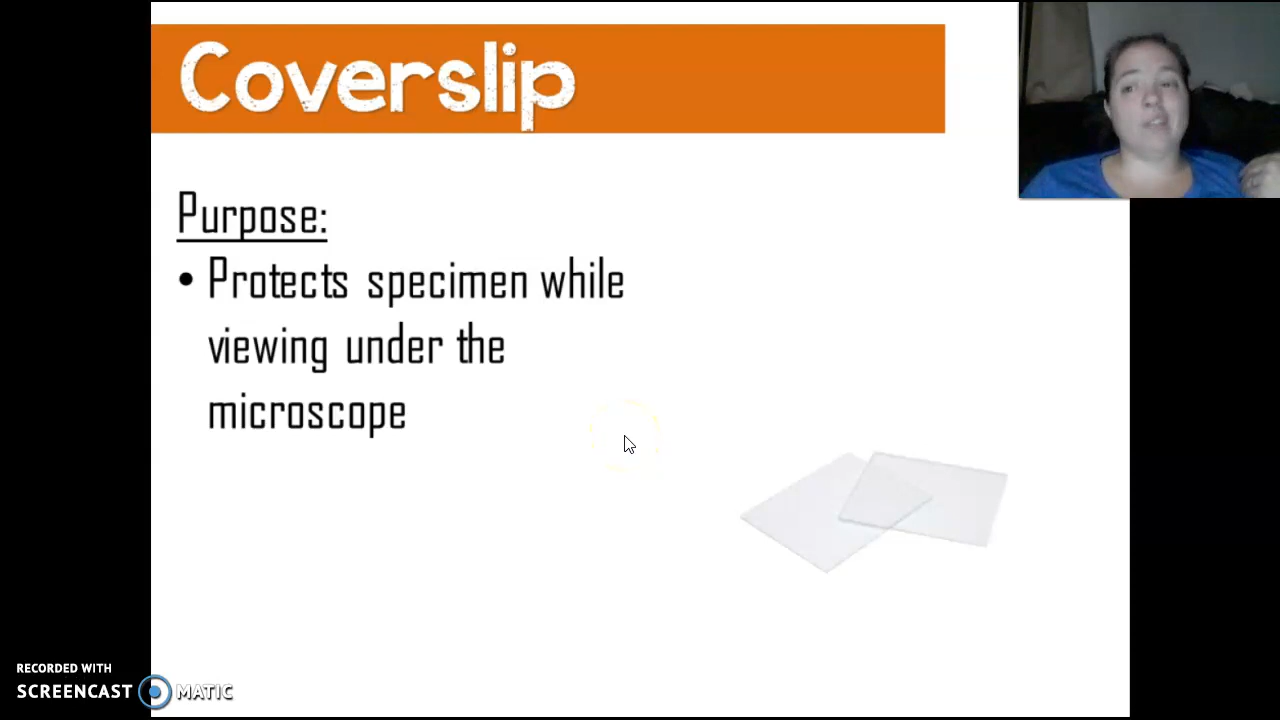 Coverslip
Purpose:
• Protects specimen while
viewing under the
microscope
RECORDED WITH
SCREENCAST MATIC